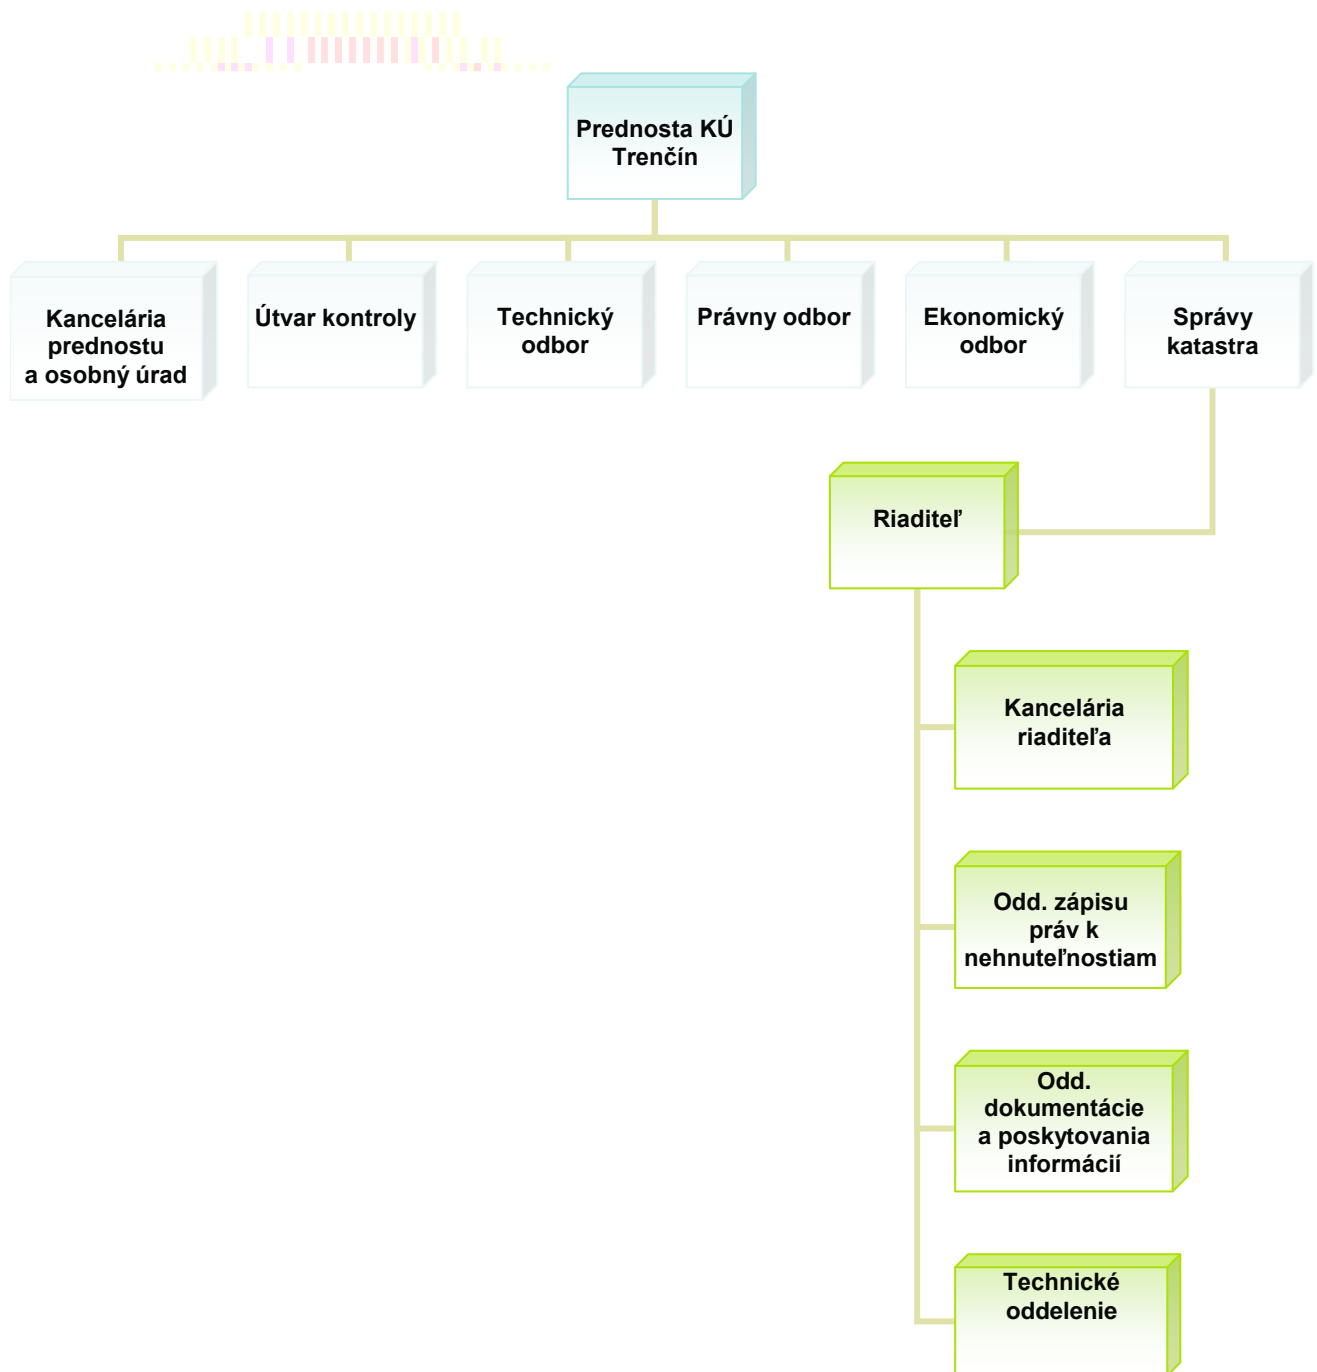 Prednosta KÚ
Trenčín
Kancelária
prednostu
a osobný úrad
Útvar kontroly
Technický
odbor
Právny odbor
Ekonomický
odbor
Správy
katastra
Riaditeľ
Kancelária
riaditeľa
Odd. zápisu
práv k
nehnuteľnostiam
Odd.
dokumentácie
a poskytovania
informácií
Technické
oddelenie